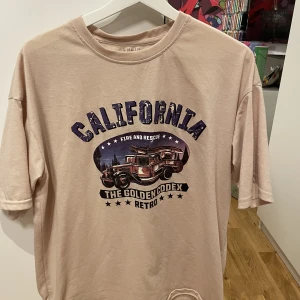 CALIFORNIA
FIRE AND RESCUE
THE GOLDEN CODEX
RETRO